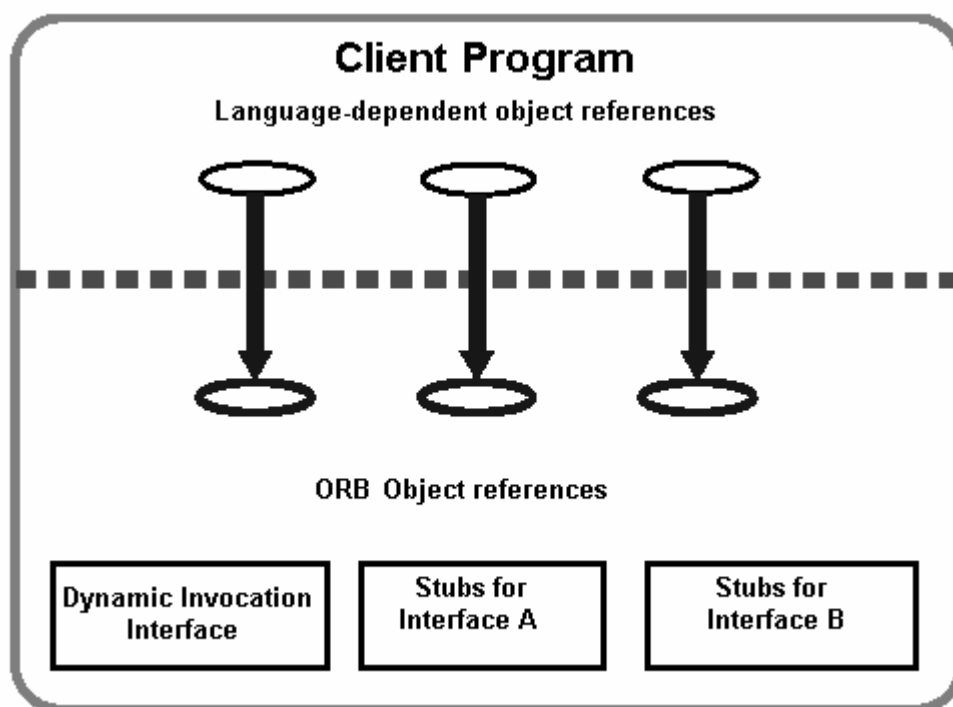 Client Program
Language-dependent object references
ORB Object references
Dynamic Invocation
Interface
Stubs for
Interface A
Stubs for
Interface B